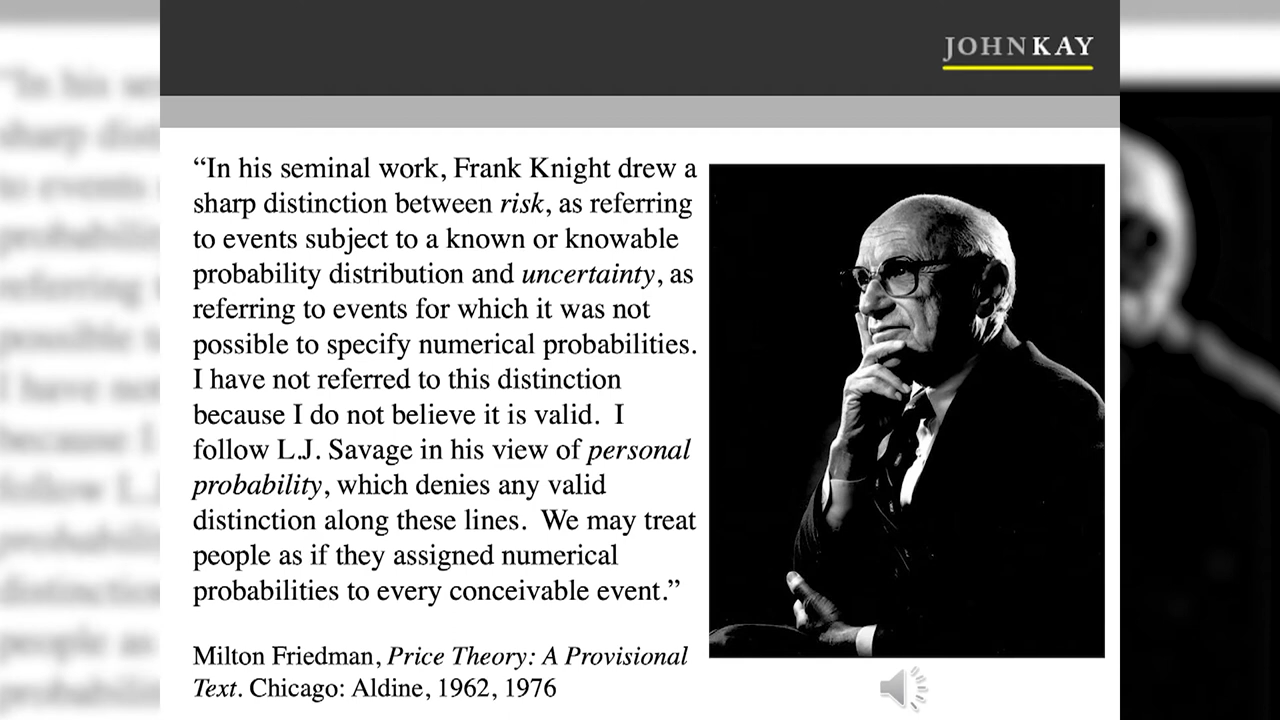 JOHNKAY
“In his seminal work, Frank Knight drew a
sharp distinction between risk, as referring
to events subject to a known or knowable
probability distribution and uncertainty, as
referring to events for which it was not
possible to specify numerical probabilities.
I have not referred to this distinction
because I do not believe it is valid.  I
follow L.J. Savage in his view of personal
probability, which denies any valid
distinction along these lines.  We may treat
people as if they assigned numerical
probabilities to every conceivable event.”
Milton Friedman, Price Theory: A Provisional
Text. Chicago: Aldine, 1962, 1976